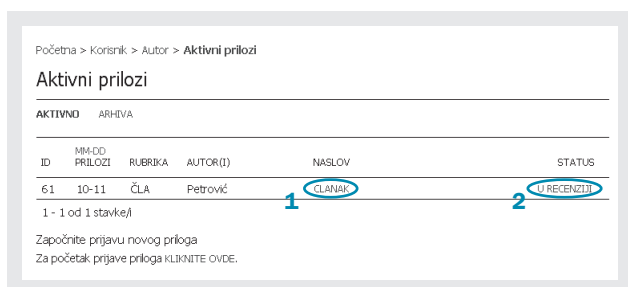 Početna > Korisnik > Autor > Aktivni prilozi
Aktivni prilozi
AKTIVNO ARHIVA
MM-DD
ID PRILOZI RUBRIKA AUTOR(I) NASLOV STATUS
61 10-11 ČLA Petrović CLANAK U RECENZIJI
1 2
1 - 1 od 1 stavke/i
Započnite prijavu novog priloga
Za početak prijave priloga KLIKNITE OVDE.